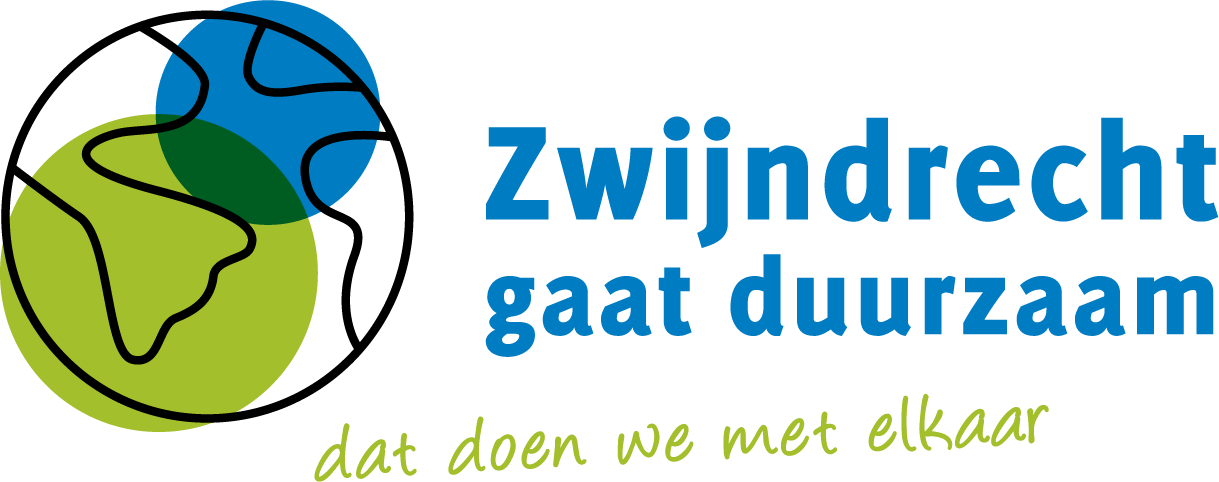 Zwijndrecht
gaat duurzaam
dat doen we met elkaar